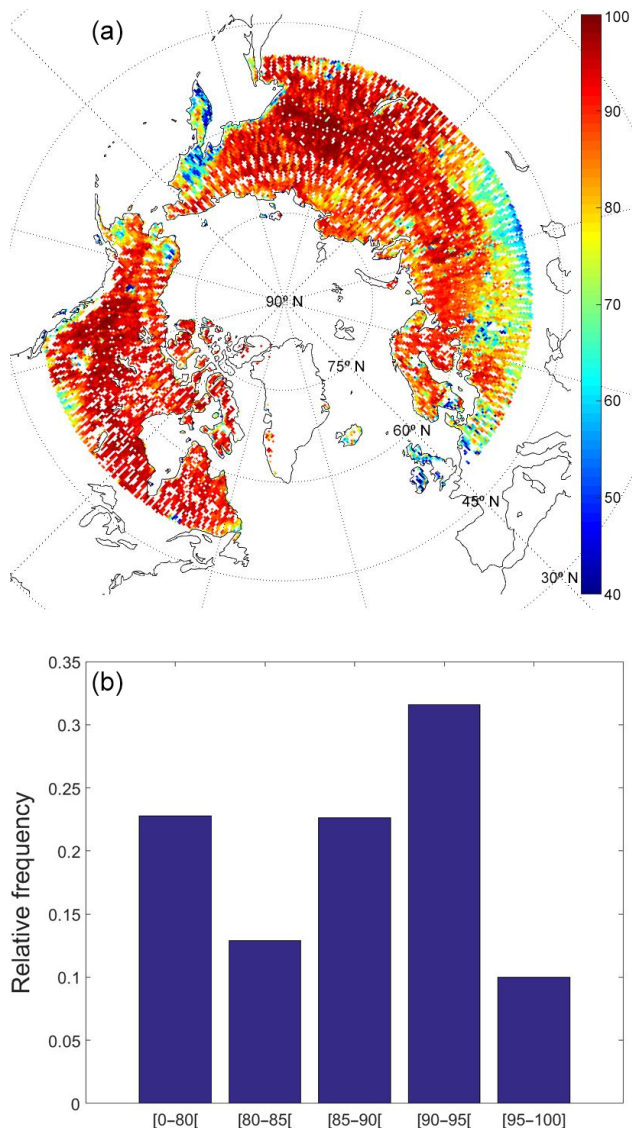 (a)
100
90
80
70
60
50
40
90º N
75º N
60º N
45º N
30º N
(b)
0.35
0.3
0.25
0.2
0.15
0.1
0.05
0
Relative frequency
[0–80[ [80–85[ [85–90[ [90–95[ [95–100]